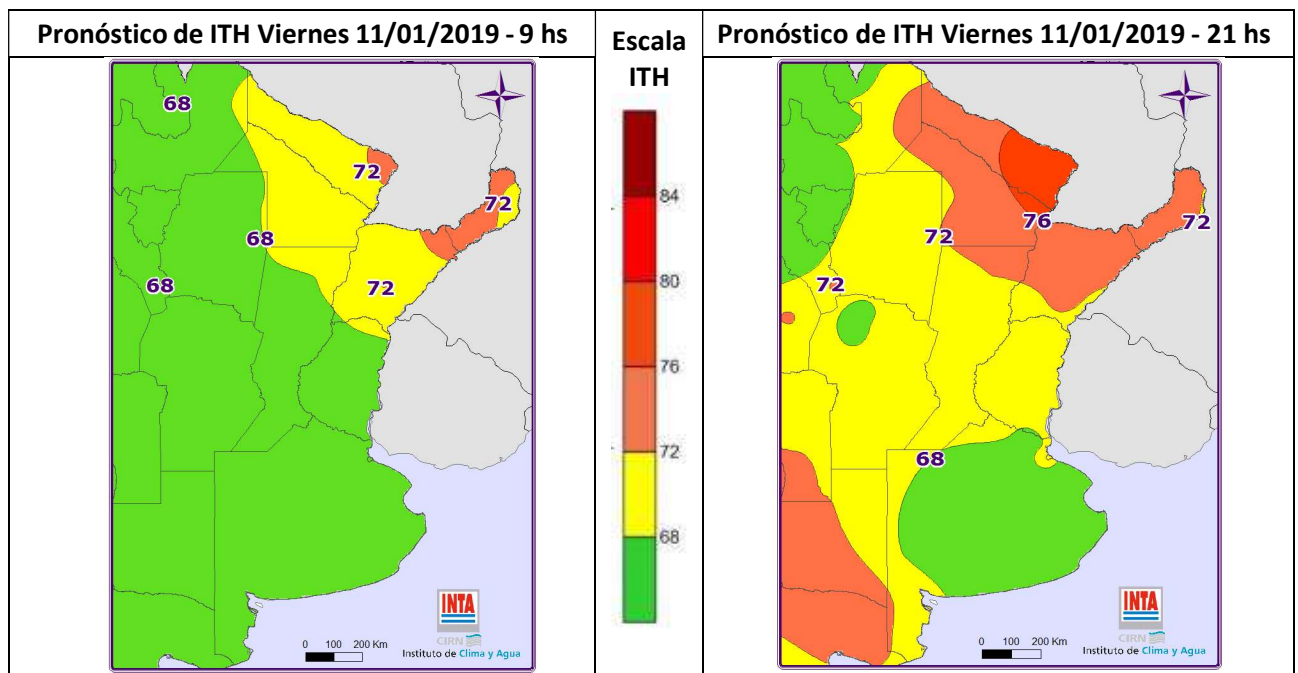 Pronóstico de ITH Viernes 11/01/2019 - 9 hs
68
72
72
68
68
72
INTA
CIRN
0 100 200 Km
Instituto de Clima y Agua
Escala
ITH
84
80
76
72
68
Pronóstico de ITH Viernes 11/01/2019 - 21 hs
76
72
72
72
68
INTA
CIRN
0 100 200 Km
Instituto de Clima y Agua